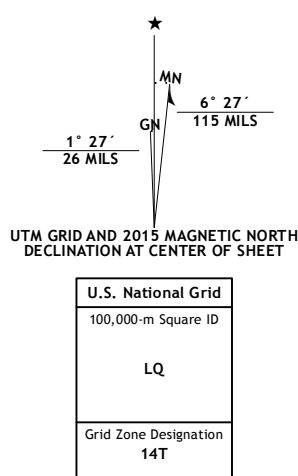 ★
MN
6° 27´
115 MILS
GN
1° 27´
26 MILS
UTM GRID AND 2015 MAGNETIC NORTH
DECLINATION AT CENTER OF SHEET
U.S. National Grid
100,000-m Square ID
LQ
Grid Zone Designation
14T